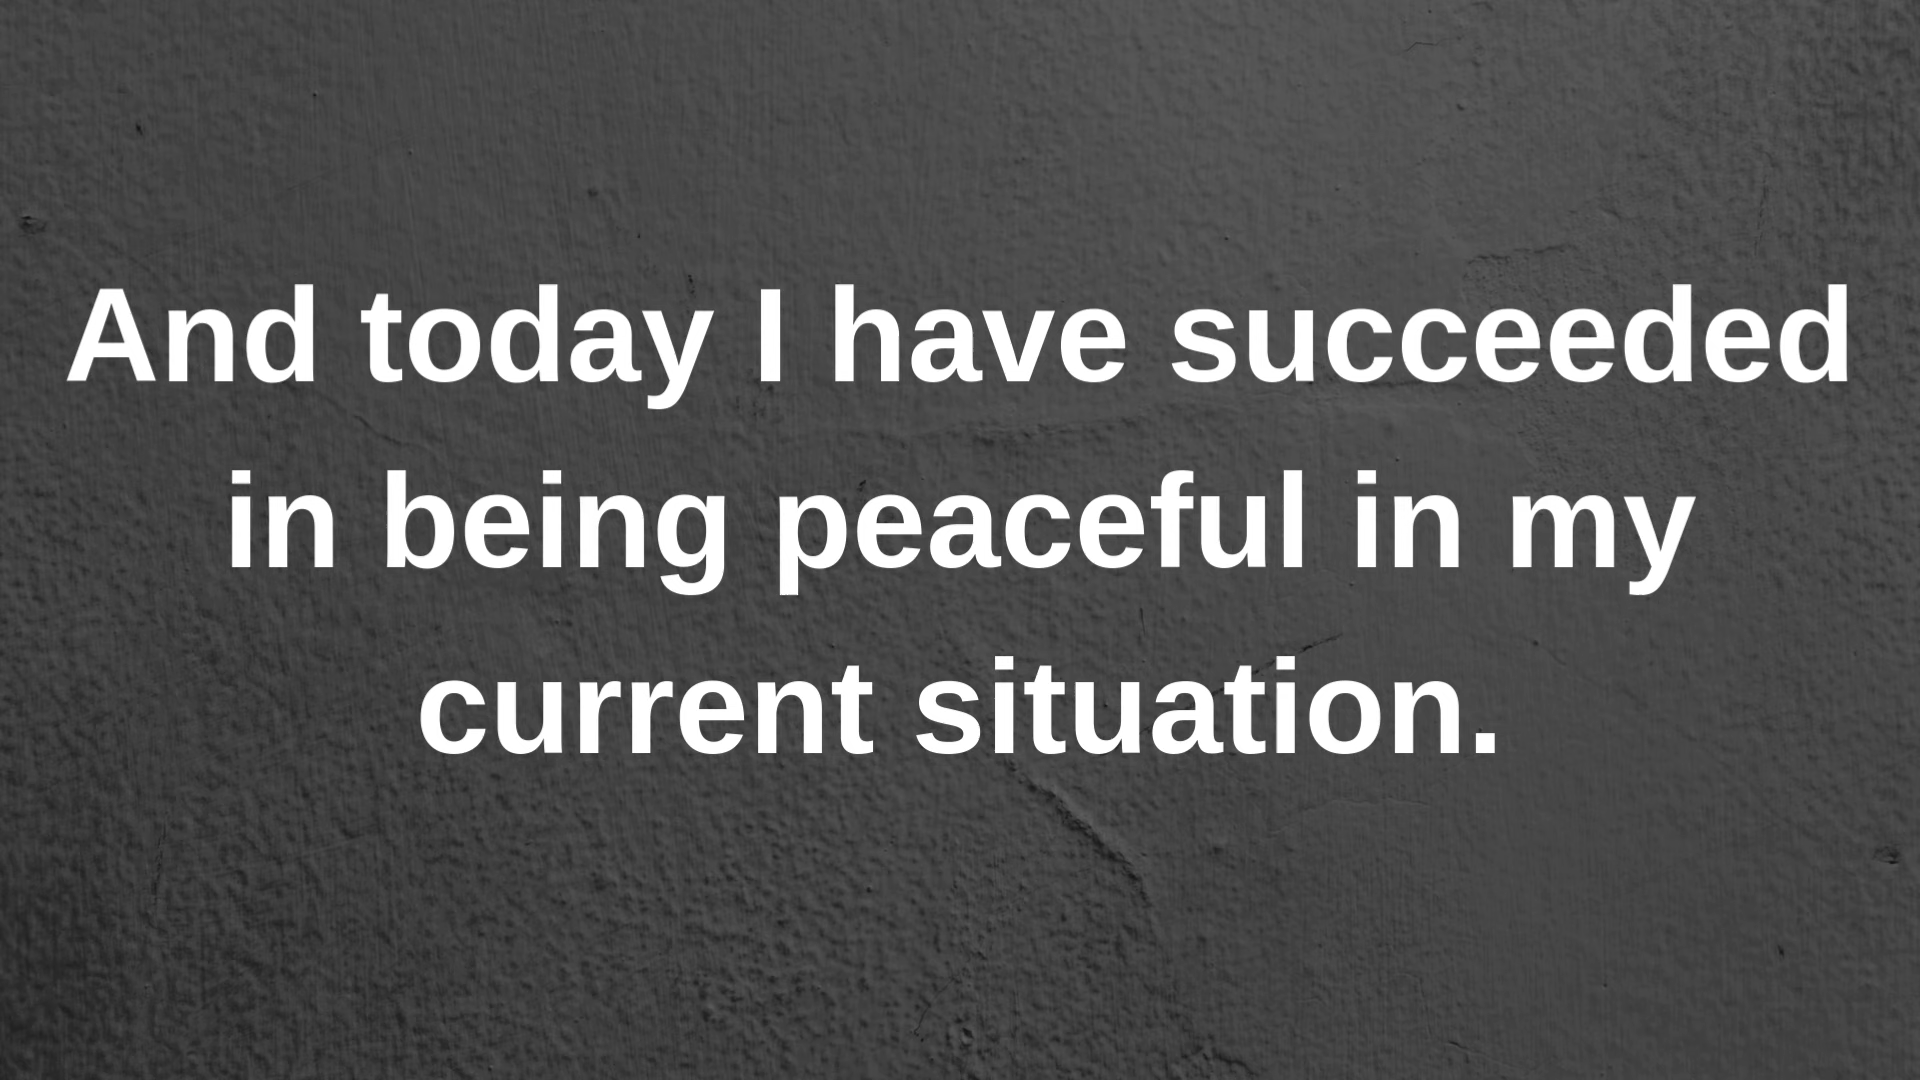 And today I have succeeded
in being peaceful in my
current situation.